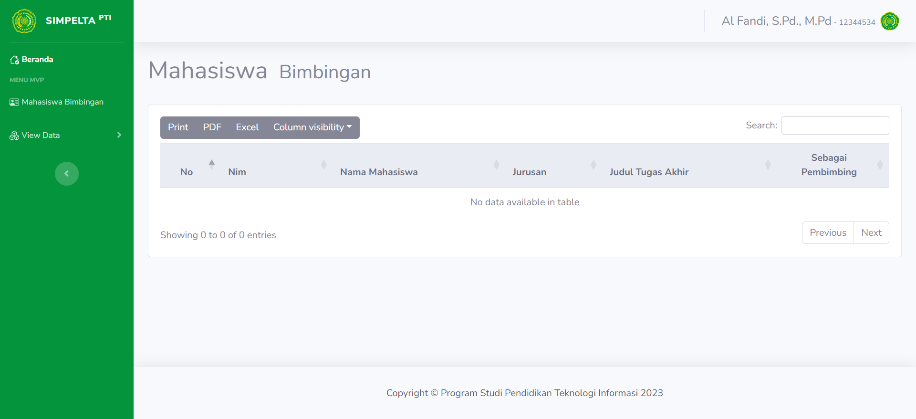 SIMPELTA PTI
Al Fandi, S.Pd., M.Pd - 12344534
Beranda
MENU MVP
Mahasiswa Bimbingan
View Data
Mahasiswa Bimbingan
Print PDF Excel Column visibility
Search:
No Nim Nama Mahasiswa Jurusan Judul Tugas Akhir Sebagai
Pembimbing
No data available in table
Showing 0 to 0 of 0 entries
Previous Next
Copyright © Program Studi Pendidikan Teknologi Informasi 2023